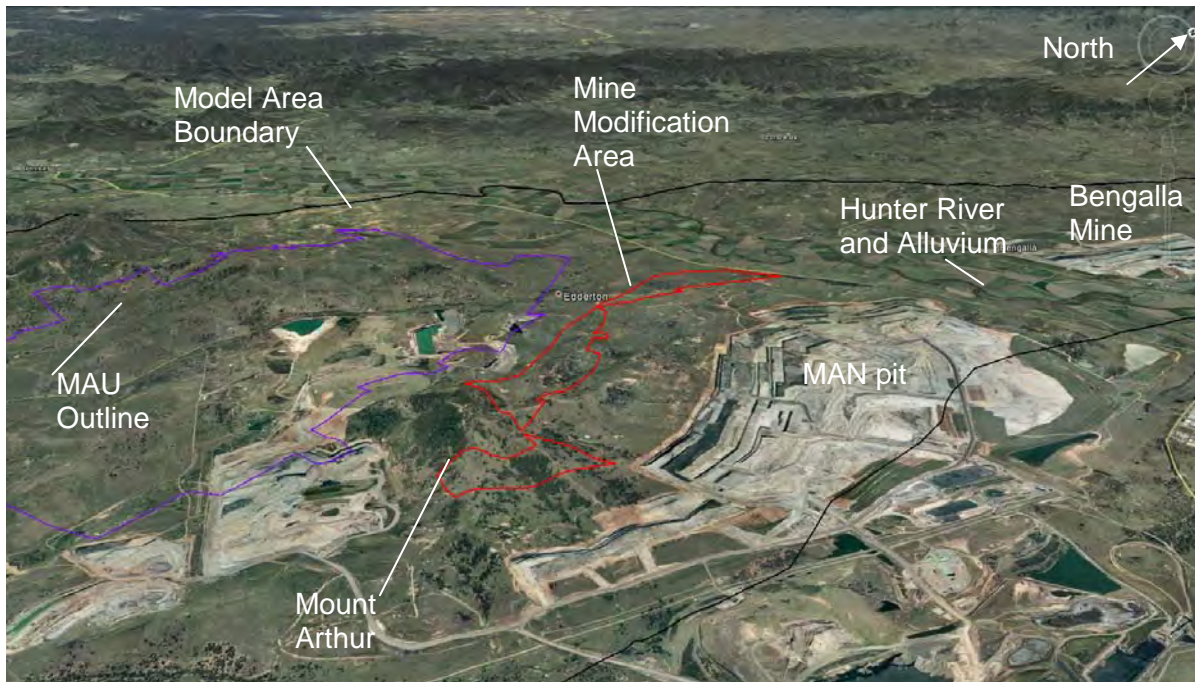 North
Model Area
Boundary
Mine
Modification
Area
Hunter River
and Alluvium
Bengalla
Mine
Edderton
MAU
Outline
MAN pit
Mount
Arthur